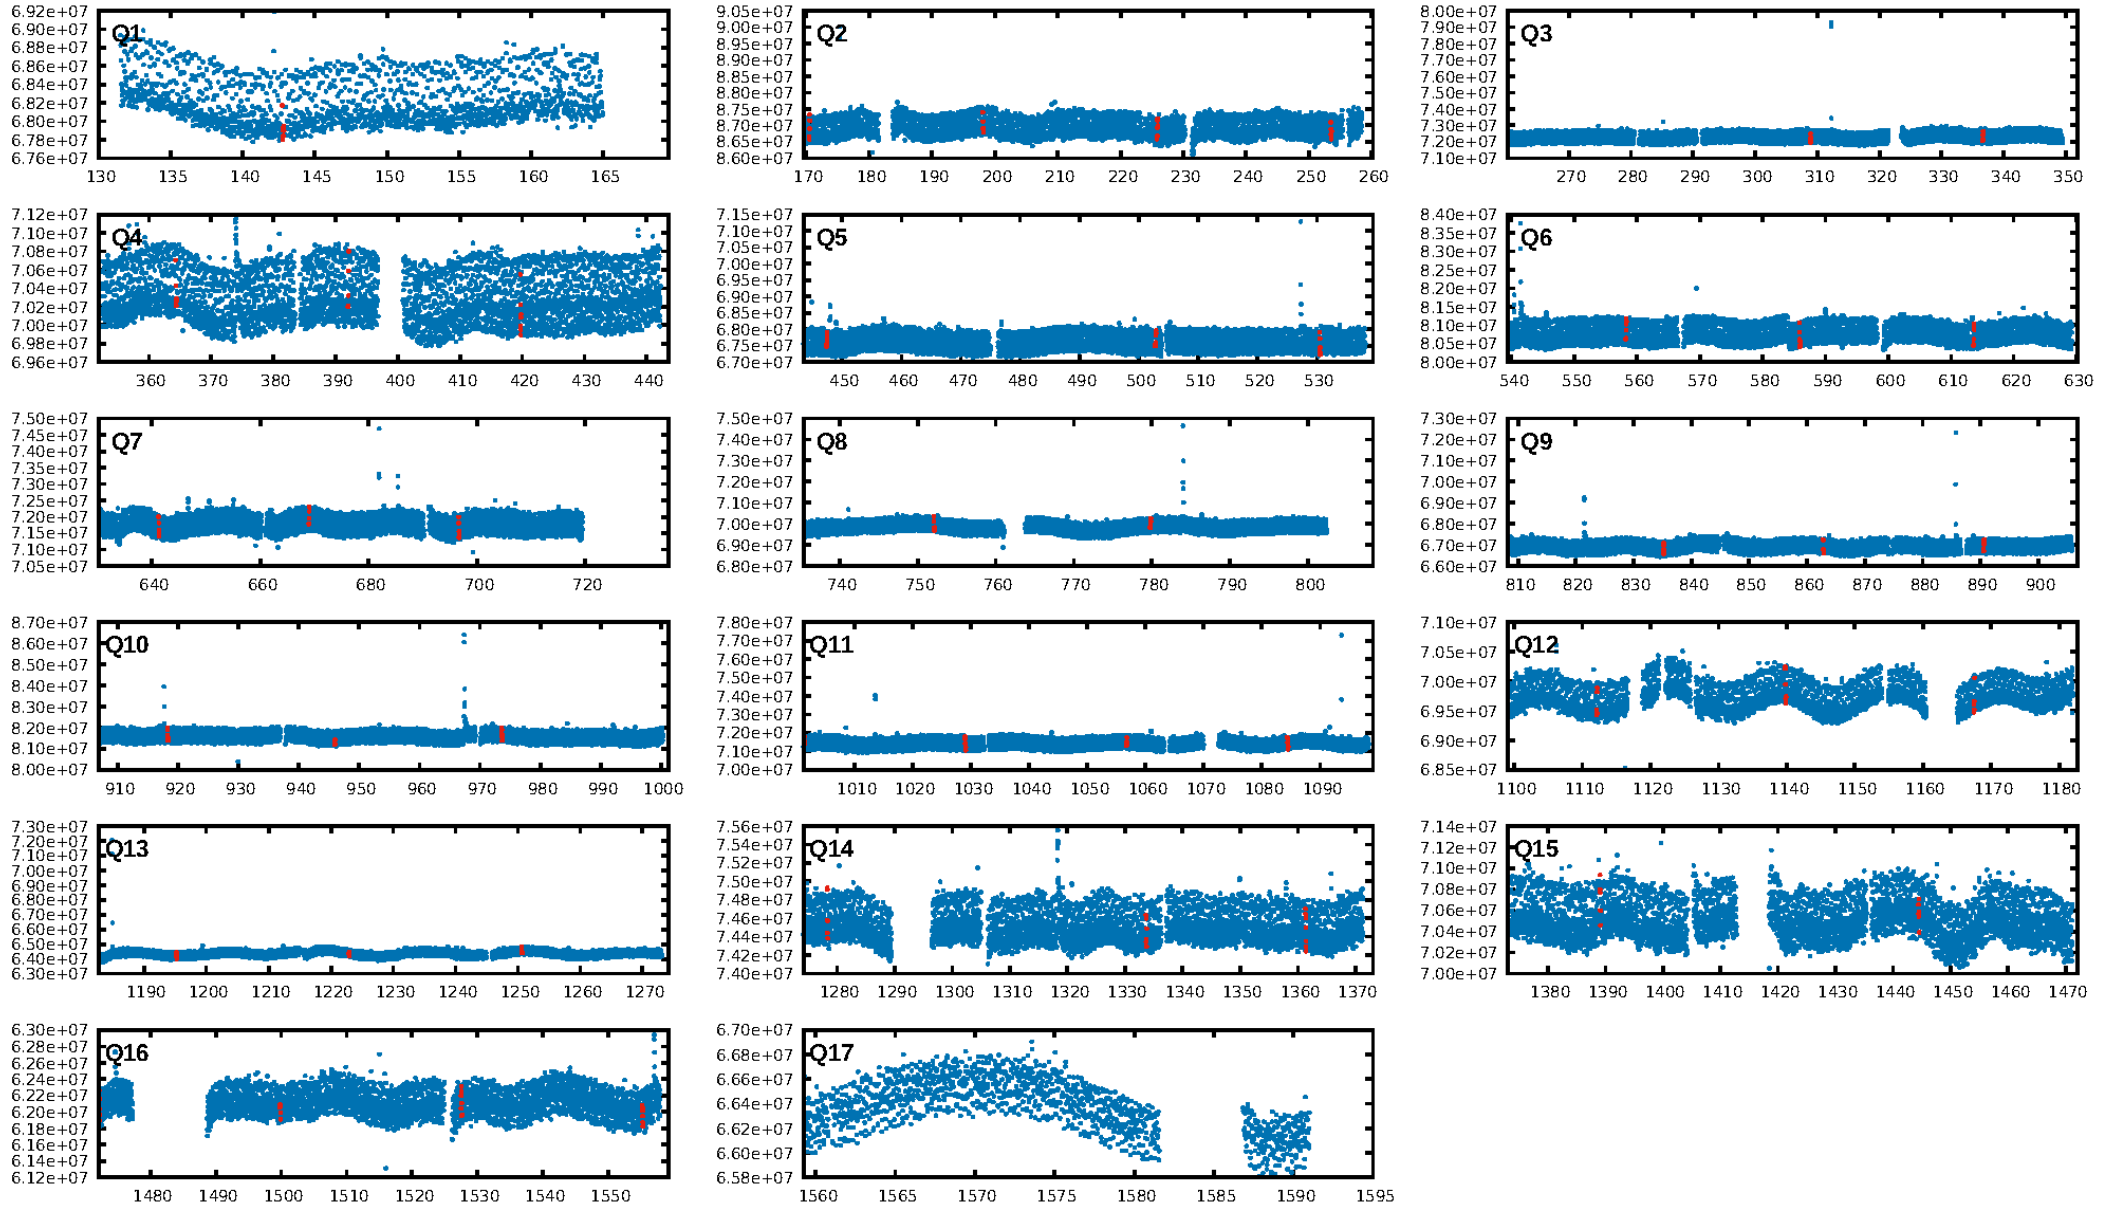 Q1
6.92e+07
6.90e+07
6.88e+07
6.86e+07
6.84e+07
6.82e+07
6.80e+07
6.78e+07
6.76e+07
130 135 140 145 150 155 160 165
Q2
9.05e+07
9.00e+07
8.95e+07
8.90e+07
8.85e+07
8.80e+07
8.75e+07
8.70e+07
8.65e+07
8.60e+07
170 180 190 200 210 220 230 240 250 260
Q3
8.00e+07
7.90e+07
7.80e+07
7.70e+07
7.60e+07
7.50e+07
7.40e+07
7.30e+07
7.20e+07
7.10e+07
270 280 290 300 310 320 330 340 350
Q4
7.12e+07
7.10e+07
7.08e+07
7.06e+07
7.04e+07
7.02e+07
7.00e+07
6.98e+07
6.96e+07
360 370 380 390 400 410 420 430 440
Q5
7.15e+07
7.10e+07
7.05e+07
7.00e+07
6.95e+07
6.90e+07
6.85e+07
6.80e+07
6.75e+07
6.70e+07
450 460 470 480 490 500 510 520 530
Q6
8.40e+07
8.35e+07
8.30e+07
8.25e+07
8.20e+07
8.15e+07
8.10e+07
8.05e+07
8.00e+07
540 550 560 570 580 590 600 610 620 630
Q7
7.50e+07
7.45e+07
7.40e+07
7.35e+07
7.30e+07
7.25e+07
7.20e+07
7.15e+07
7.10e+07
7.05e+07
640 660 680 700 720
Q8
7.50e+07
7.40e+07
7.30e+07
7.20e+07
7.10e+07
7.00e+07
6.90e+07
6.80e+07
740 750 760 770 780 790 800
Q9
7.30e+07
7.20e+07
7.10e+07
7.00e+07
6.90e+07
6.80e+07
6.70e+07
6.60e+07
810 820 830 840 850 860 870 880 890 900
Q10
8.70e+07
8.60e+07
8.50e+07
8.40e+07
8.30e+07
8.20e+07
8.10e+07
8.00e+07
910 920 930 940 950 960 970 980 990 1000
Q11
7.80e+07
7.70e+07
7.60e+07
7.50e+07
7.40e+07
7.30e+07
7.20e+07
7.10e+07
7.00e+07
1010 1020 1030 1040 1050 1060 1070 1080 1090
Q12
7.10e+07
7.05e+07
7.00e+07
6.95e+07
6.90e+07
6.85e+07
1100 1110 1120 1130 1140 1150 1160 1170 1180
Q13
7.30e+07
7.20e+07
7.10e+07
7.00e+07
6.90e+07
6.80e+07
6.70e+07
6.60e+07
6.50e+07
6.40e+07
6.30e+07
1190 1200 1210 1220 1230 1240 1250 1260 1270
Q14
7.56e+07
7.54e+07
7.52e+07
7.50e+07
7.48e+07
7.46e+07
7.44e+07
7.42e+07
7.40e+07
1280 1290 1300 1310 1320 1330 1340 1350 1360 1370
Q15
7.14e+07
7.12e+07
7.10e+07
7.08e+07
7.06e+07
7.04e+07
7.02e+07
7.00e+07
1380 1390 1400 1410 1420 1430 1440 1450 1460 1470
Q16
6.30e+07
6.28e+07
6.26e+07
6.24e+07
6.22e+07
6.20e+07
6.18e+07
6.16e+07
6.14e+07
6.12e+07
1480 1490 1500 1510 1520 1530 1540 1550
Q17
6.70e+07
6.68e+07
6.66e+07
6.64e+07
6.62e+07
6.60e+07
6.58e+07
1560 1565 1570 1575 1580 1585 1590 1595